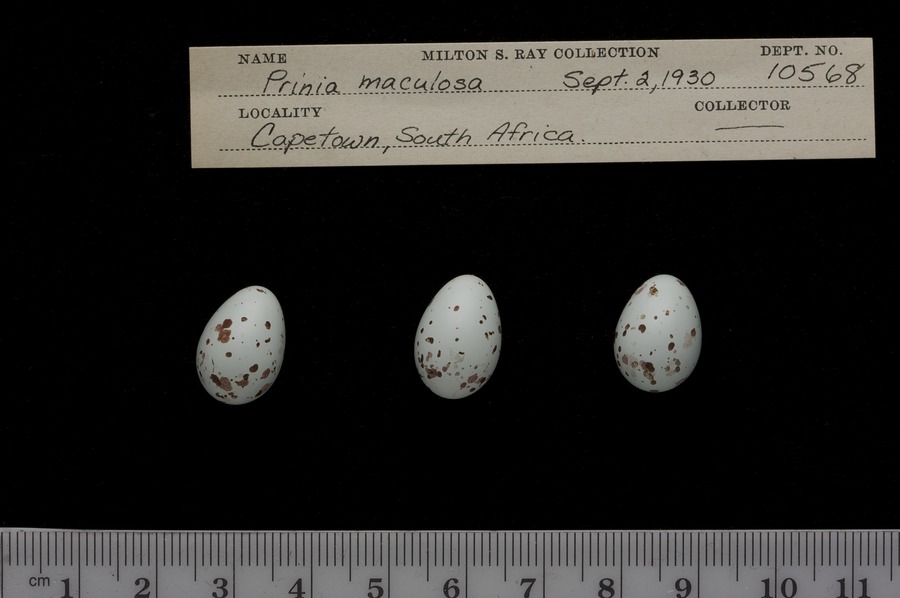 NAME MILTON S. RAY COLLECTION DEPT. NO.
Prinia maculosa Sept. 2, 1930 10568
LOCALITY COLLECTOR
Capetown, South Africa.
cm 1 2 3 4 5 6 7 8 9 10 11